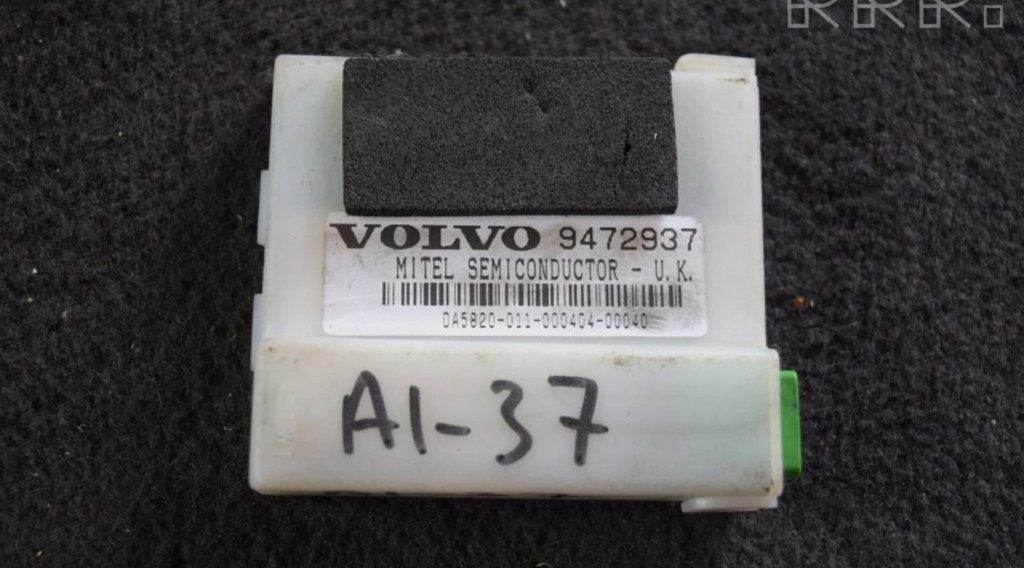 RRR.
VOLVO 9472937
MITEL SEMICONDUCTOR - U.K.
DA5820-011-000404-00040
A1-37